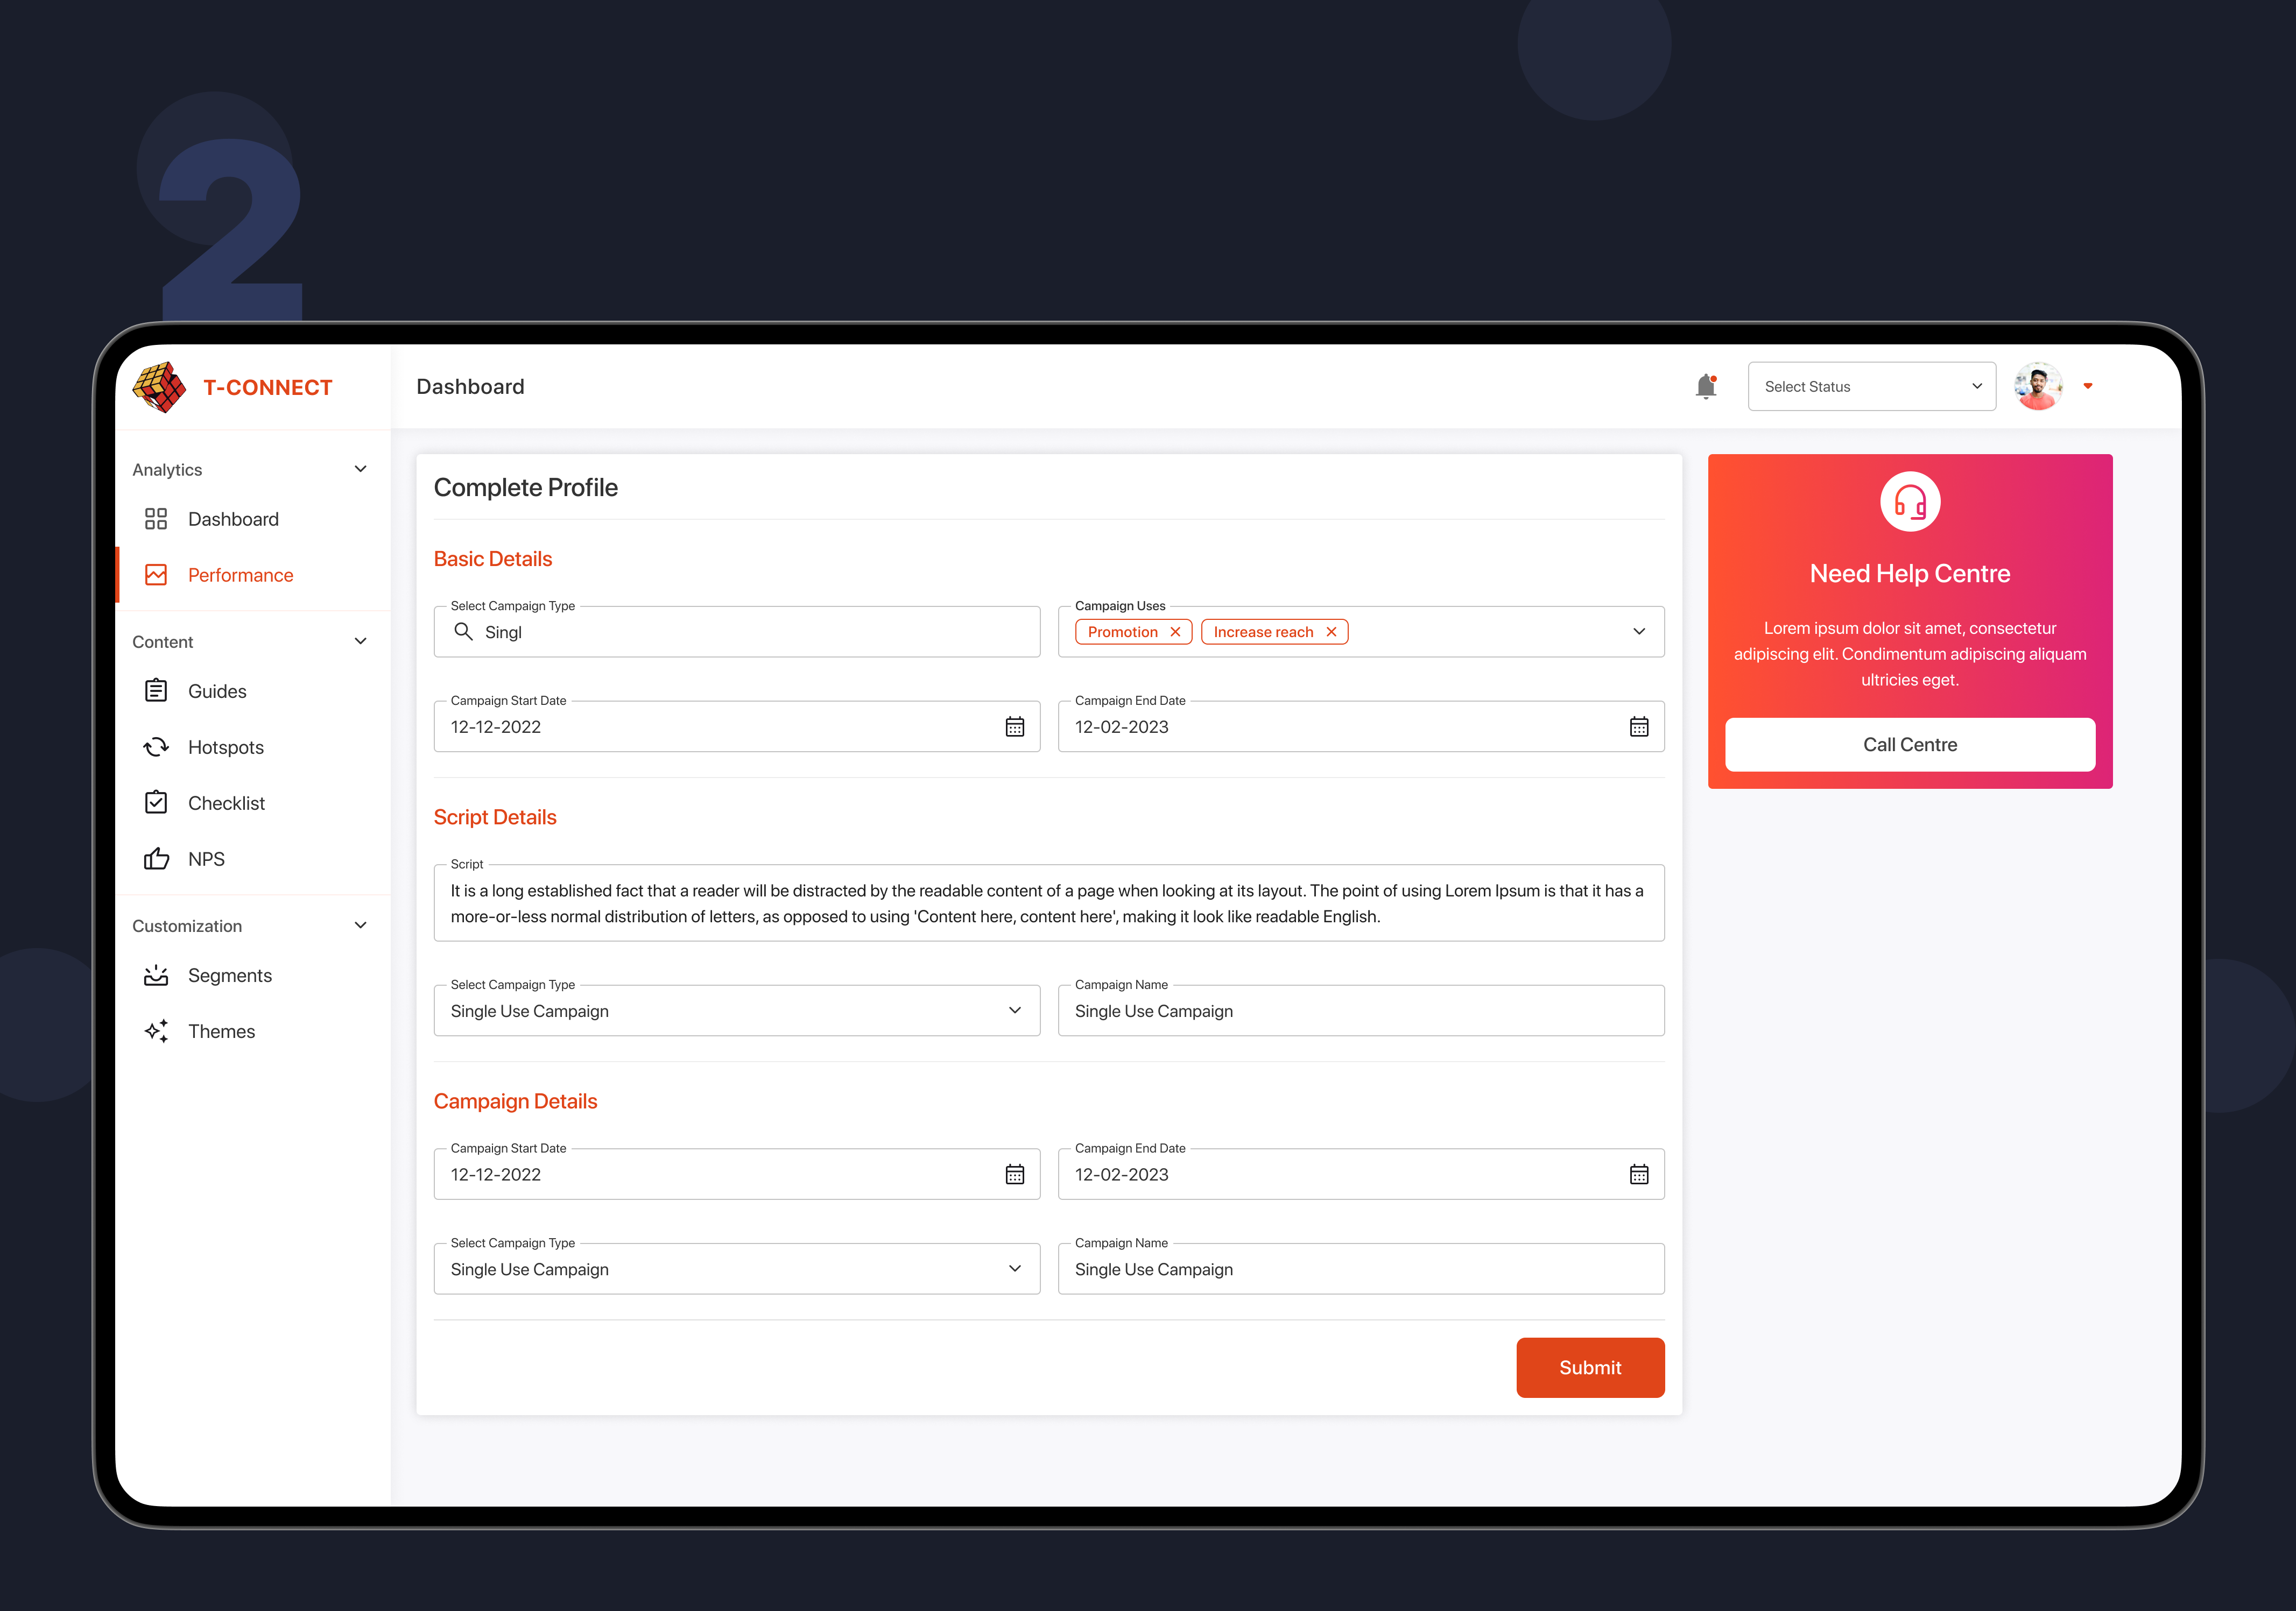 2
T-CONNECT
Dashboard
Select Status
Analytics
Dashboard
Performance
Content
Guides
Hotspots
Checklist
NPS
Customization
Segments
Themes
Complete Profile
Basic Details
Select Campaign Type
Singl
Campaign Uses
Promotion
Increase reach
Campaign Start Date
12-12-2022
Campaign End Date
12-02-2023
Script Details
Script
It is a long established fact that a reader will be distracted by the readable content of a page when looking at its layout. The point of using Lorem Ipsum is that it has a
more-or-less normal distribution of letters, as opposed to using 'Content here, content here', making it look like readable English.
Select Campaign Type
Single Use Campaign
Campaign Name
Single Use Campaign
Campaign Details
Campaign Start Date
12-12-2022
Campaign End Date
12-02-2023
Select Campaign Type
Single Use Campaign
Campaign Name
Single Use Campaign
Submit
Need Help Centre
Lorem ipsum dolor sit amet, consectetur
adipiscing elit. Condimentum adipiscing aliquam
ultricies eget.
Call Centre